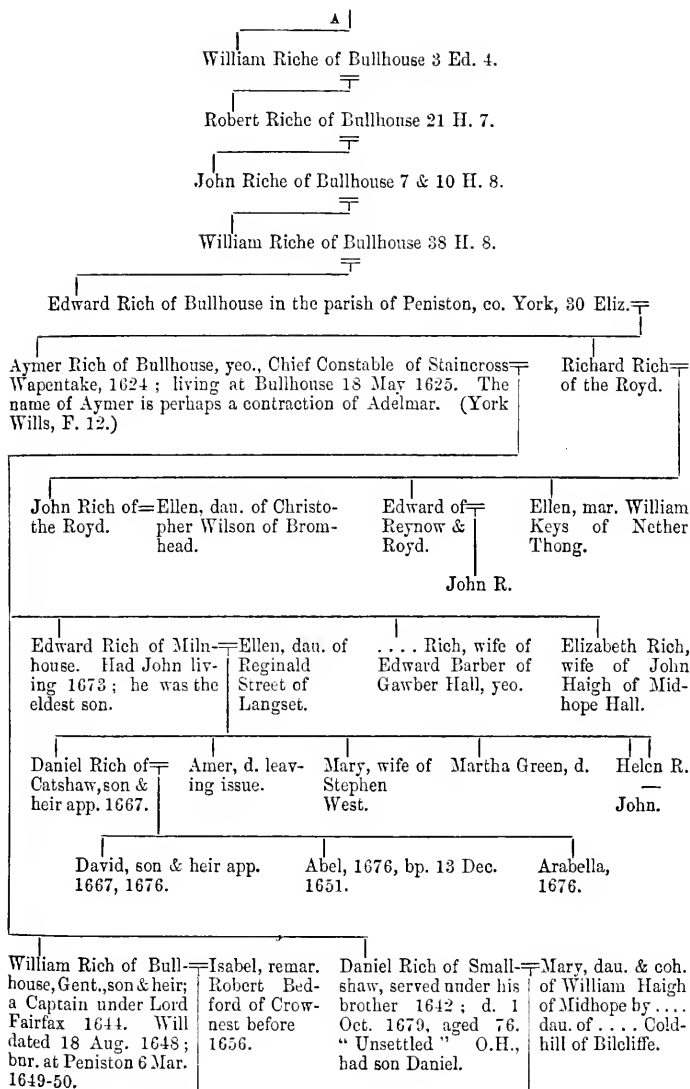 A
William Riche of Bullhouse 3 Ed. 4.
Robert Riche of Bullhouse 21 H. 7.
John Riche of Bullhouse 7 & 10 H. 8.
William Riche of Bullhouse 38 H. 8.
Edward Rich of Bullhouse in the parish of Peniston, co. York, 30 Eliz.
Aymer Rich of Bullhouse, yeo., Chief Constable of Staincross
Wapentake, 1624 ; living at Bullhouse 18 May 1625. The
name of Aymer is perhaps a contraction of Adelmar. (York
Wills, F. 12.)
Richard Rich
of the Royd.
John Rich of
the Royd.
Ellen, dau. of Christo-
pher Wilson of Brom-
head.
Edward of
Reynow &
Royd.
Ellen, mar. William
Keys of Nether
Thong.
John R.
Edward Rich of Miln-
house. Had John liv-
ing 1673 ; he was the
eldest son.
Ellen, dau. of
Reginald
Street of
Langset.
.... Rich, wife of
Edward Barber of
Gawber Hall, yeo.
Elizabeth Rich,
wife of John
Haigh of Mid-
hope Hall.
Daniel Rich of
Catshaw, son &
heir app. 1667.
Amer, d. leav-
ing issue.
Mary, wife of
Stephen
West.
Martha Green, d.
Helen R.
—
John.
David, son & heir app.
1667, 1676.
Abel, 1676, bp. 13 Dec.
1651.
Arabella,
1676.
William Rich of Bull-
house, Gent., son & heir;
a Captain under Lord
Fairfax 1644. Will
dated 18 Aug. 1648 ;
bur. at Peniston 6 Mar.
1649-50.
Isabel, remar.
Robert Bed-
ford of Crow-
nest before
1656.
Daniel Rich of Small-
shaw, served under his
brother 1642 ; d. 1
Oct. 1679, aged 76.
" Unsettled " O.H.,
had son Daniel.
Mary, dau. & coh.
of William Haigh
of Midhope by ....
dau. of .... Cold-
hill of Bilcliffe.